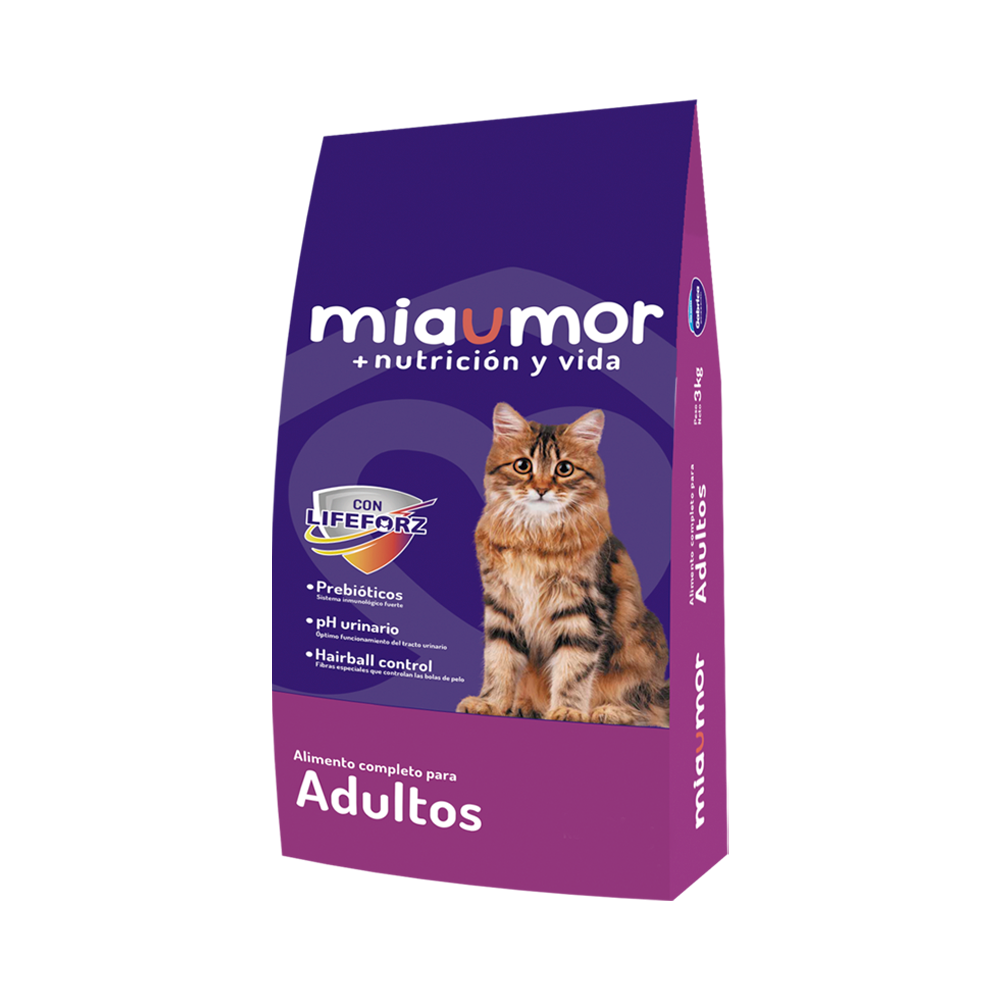 miaumor
+nutrición y vida
CON
LIFEFORZ
•Prebióticos
Sistema inmunológico fuerte
•pH urinario
Óptimo funcionamiento del tracto urinario
•Hairball control
Fibras especiales que controlan las bolas de pelo
Alimento completo para
Adultos
Gabrica
Peso
Neto 3kg
Alimento completo para
Adultos
miaumor